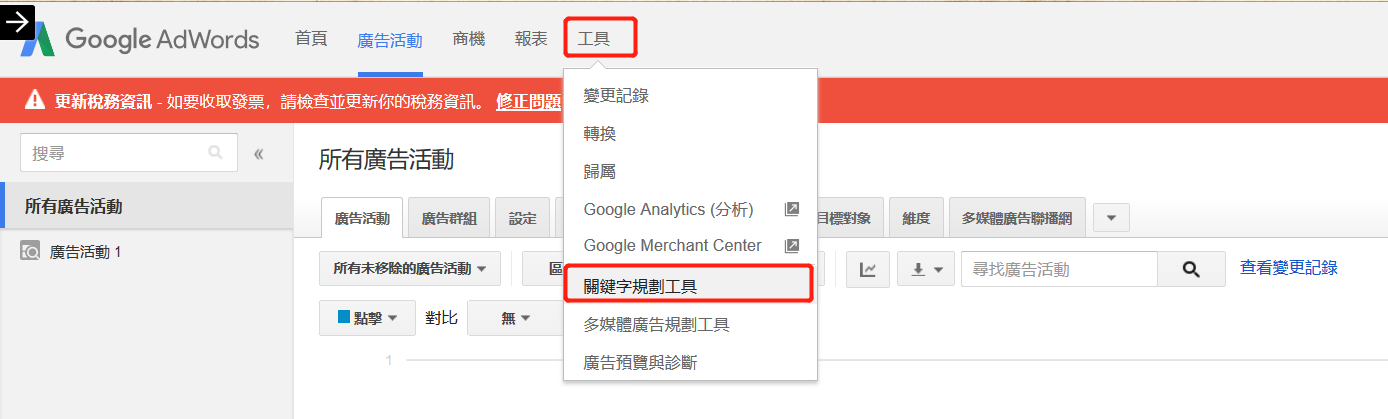 Google AdWords 首頁 廣告活動 商機 報表 工具
更新稅務資訊 - 如要收取發票，請檢查並更新你的稅務資訊。 修正問題
變更記錄
轉換
歸屬
Google Analytics (分析)
Google Merchant Center
關鍵字規劃工具
多媒體廣告規劃工具
廣告預覽與診斷
搜尋 «
所有廣告活動
廣告活動 1
所有廣告活動
廣告活動 廣告群組 設定 目標對象 維度 多媒體廣告聯播網
所有未移除的廣告活動 區 尋找廣告活動 查看變更記錄
點擊 對比 無
1